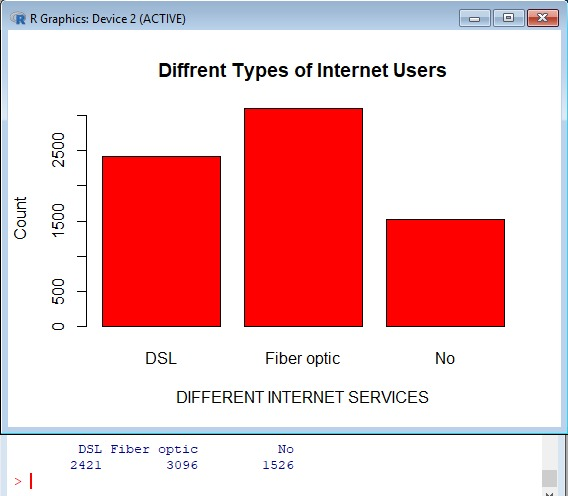 R Graphics: Device 2 (ACTIVE)
Diffrent Types of Internet Users
Count
2500
1500
500
0
DSL Fiber optic No
DIFFERENT INTERNET SERVICES
DSL Fiber optic No
2421 3096 1526
>